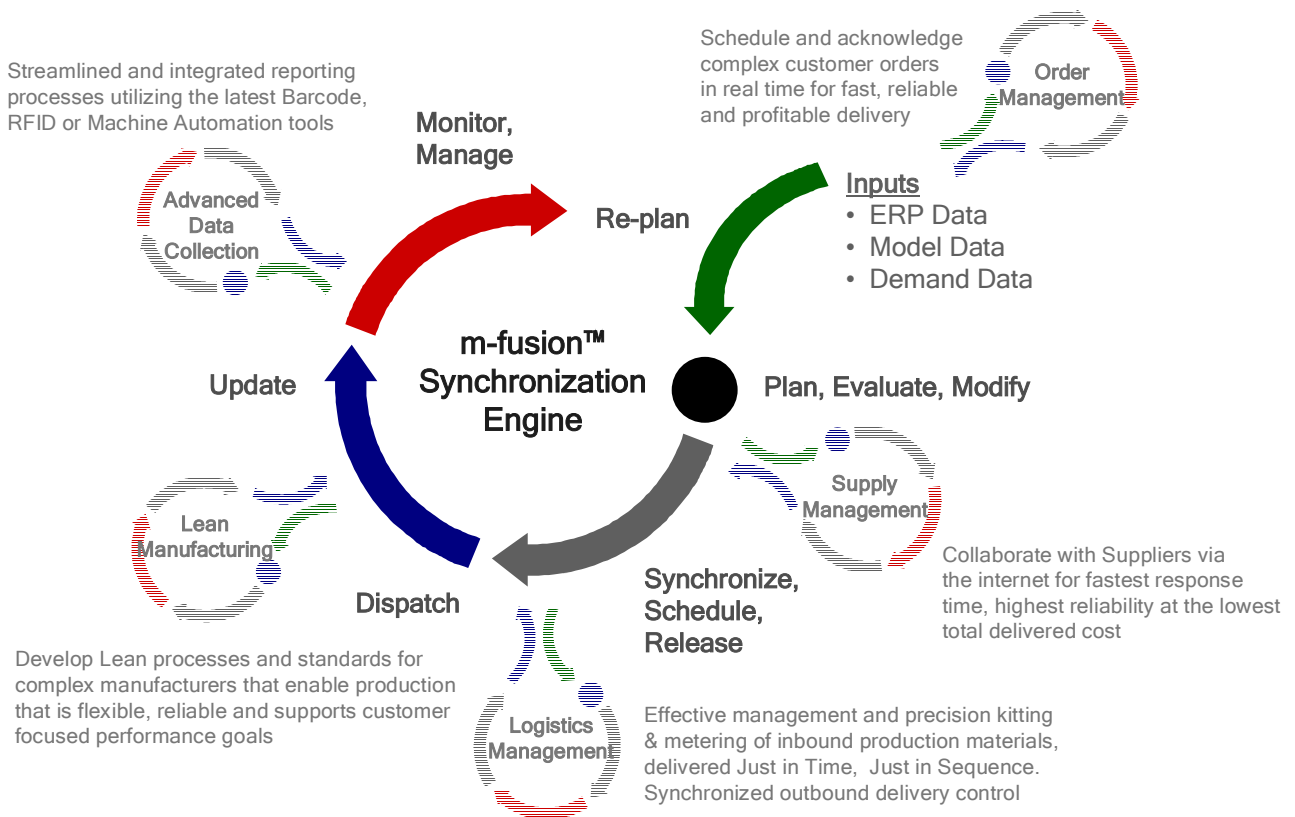 Schedule and acknowledge
complex customer orders
in real time for fast, reliable
and profitable delivery
Order
Management
Streamlined and integrated reporting
processes utilizing the latest Barcode,
RFID or Machine Automation tools
Monitor,
Manage
Advanced
Data
Collection
Re-plan
Inputs
• ERP Data
• Model Data
• Demand Data
m-fusion™
Synchronization
Engine
Update
Plan, Evaluate, Modify
Supply
Management
Lean
Manufacturing
Collaborate with Suppliers via
the internet for fastest response
time, highest reliability at the lowest
total delivered cost
Dispatch
Synchronize,
Schedule,
Release
Develop Lean processes and standards for
complex manufacturers that enable production
that is flexible, reliable and supports customer
focused performance goals
Logistics
Management
Effective management and precision kitting
& metering of inbound production materials,
delivered Just in Time, Just in Sequence.
Synchronized outbound delivery control